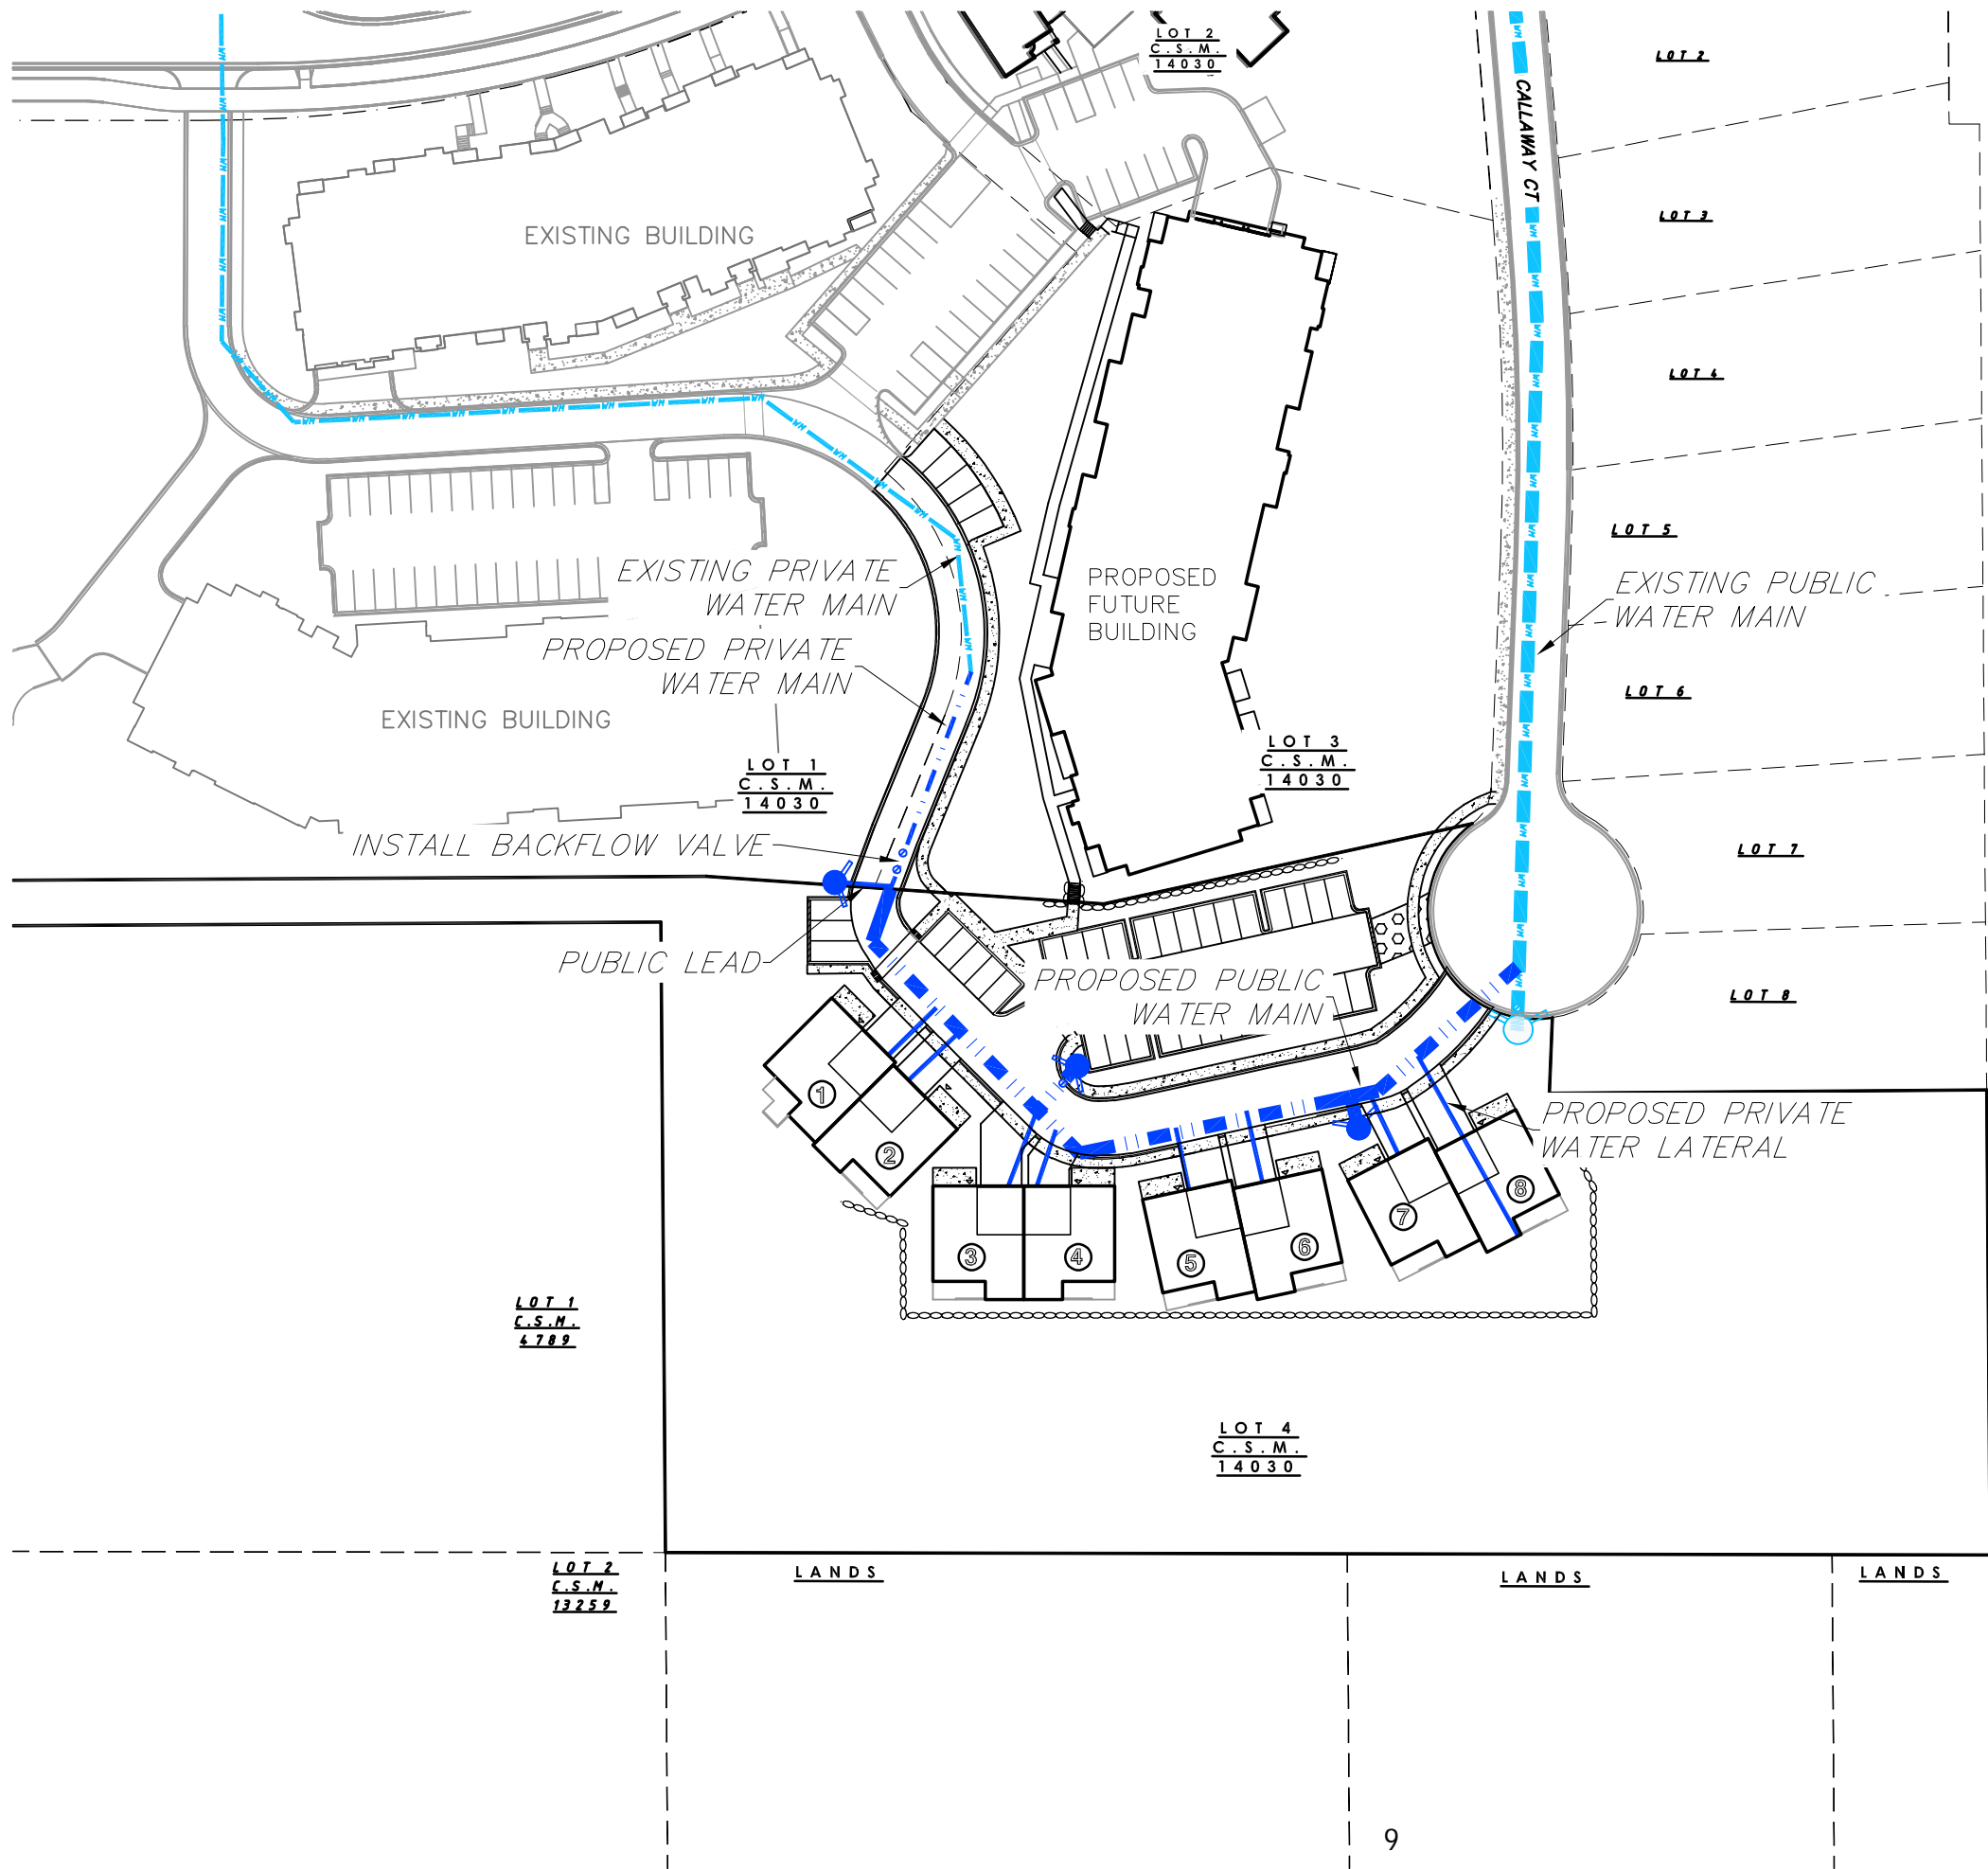 LOT 2
C.S.M.
14030
LOT 2
CALLAWAY CT
LOT 3
EXISTING BUILDING
LOT 4
LOT 5
EXISTING PRIVATE
WATER MAIN
PROPOSED
FUTURE
BUILDING
EXISTING PUBLIC
WATER MAIN
PROPOSED PRIVATE
WATER MAIN
LOT 6
EXISTING BUILDING
LOT 1
C.S.M.
14030
LOT 3
C.S.M.
14030
INSTALL BACKFLOW VALVE
LOT 7
PUBLIC LEAD
PROPOSED PUBLIC
WATER MAIN
LOT 8
1
2
PROPOSED PRIVATE
WATER LATERAL
3
4
5
6
7
8
LOT 1
C.S.M.
4789
LOT 4
C.S.M.
14030
LOT 2
C.S.M.
13259
LANDS
LANDS
LANDS
9